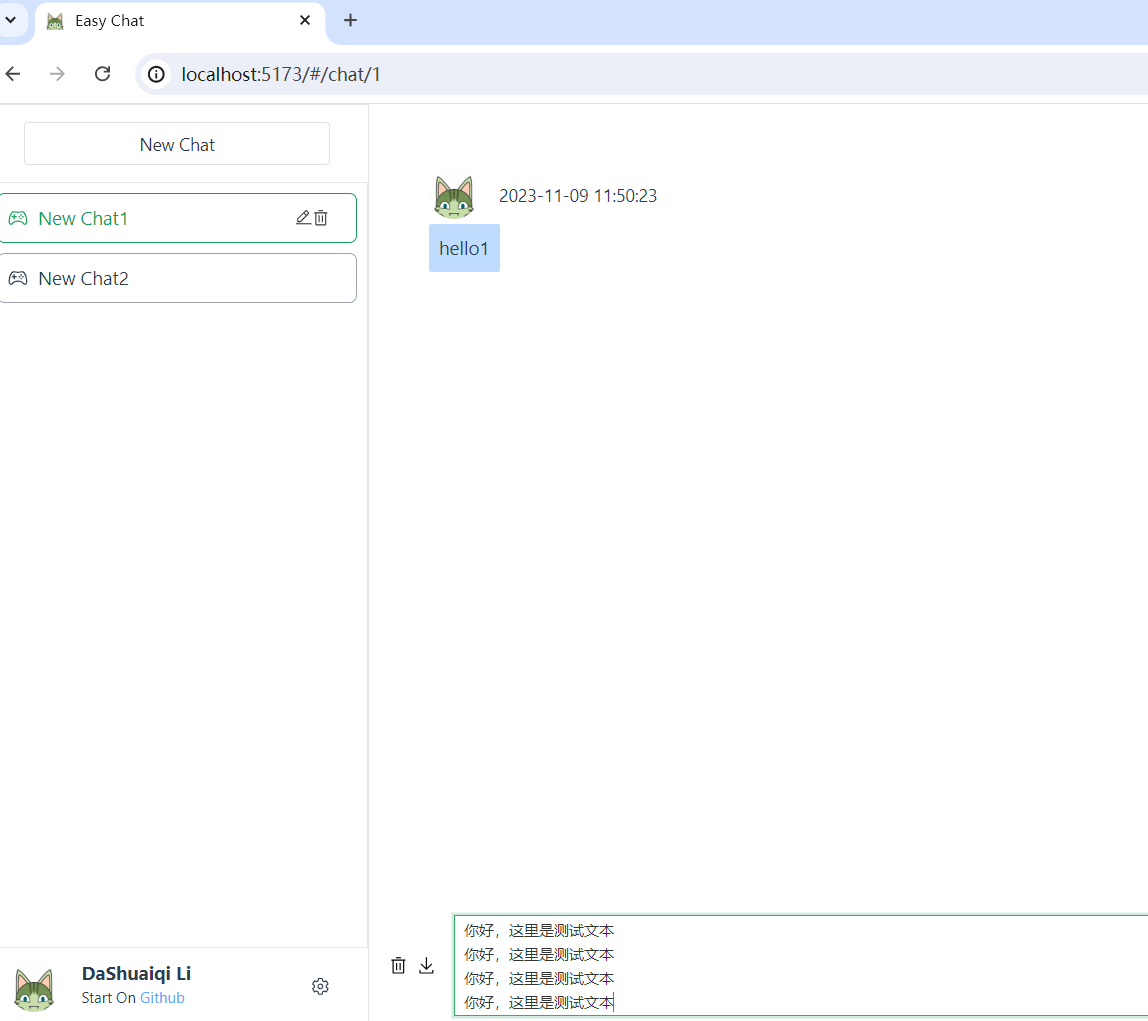 Easy Chat
localhost:5173/#/chat/1
New Chat
New Chat1
New Chat2
2023-11-09 11:50:23
hello1
你好，这里是测试文本
你好，这里是测试文本
你好，这里是测试文本
你好，这里是测试文本
DaShuaiqi Li
Start On Github